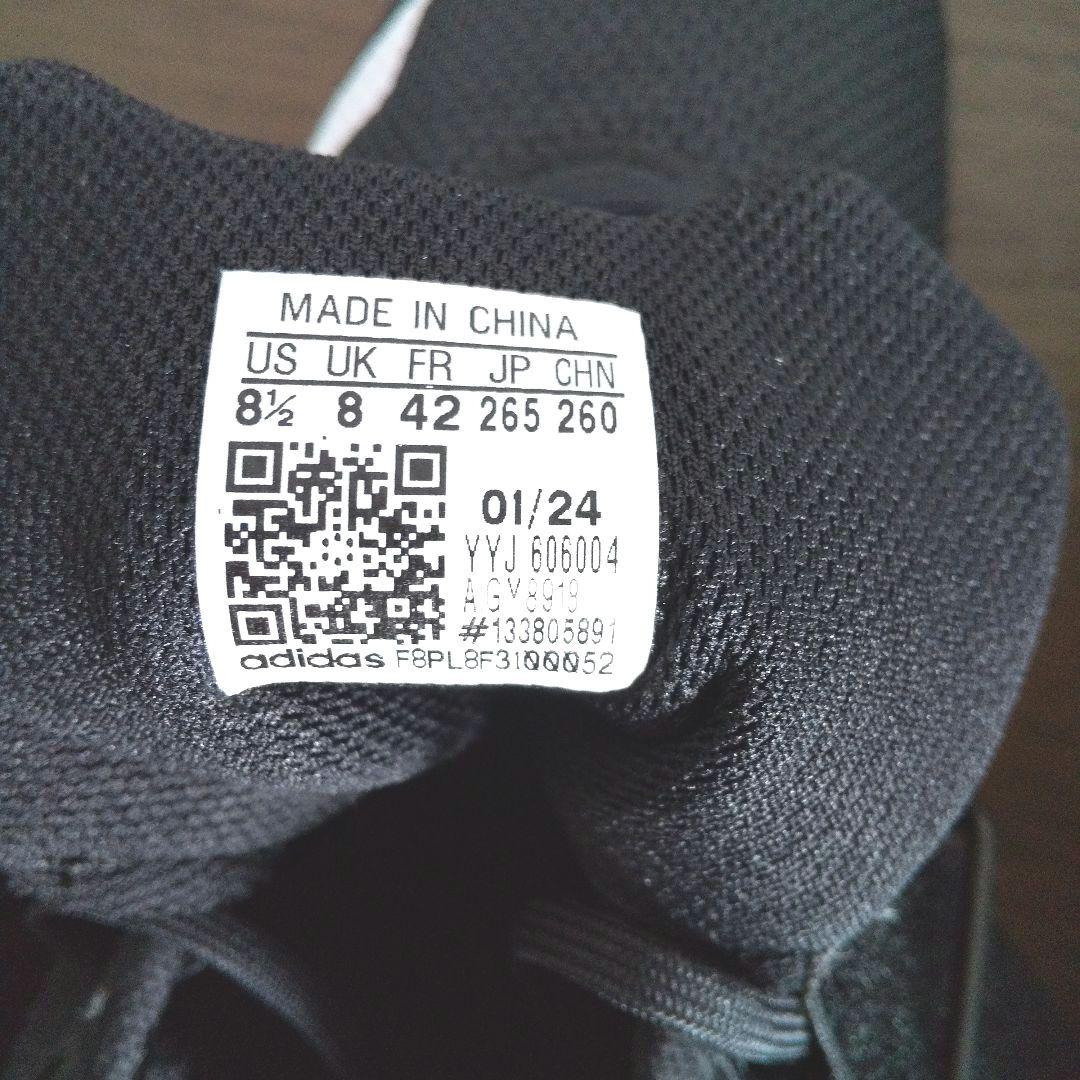 MADE IN CHINA
US UK FR JP CHN
8½ 8 42 265 260
01/24
YYJ 606004
#133805891
adidas F8PL8F3100052